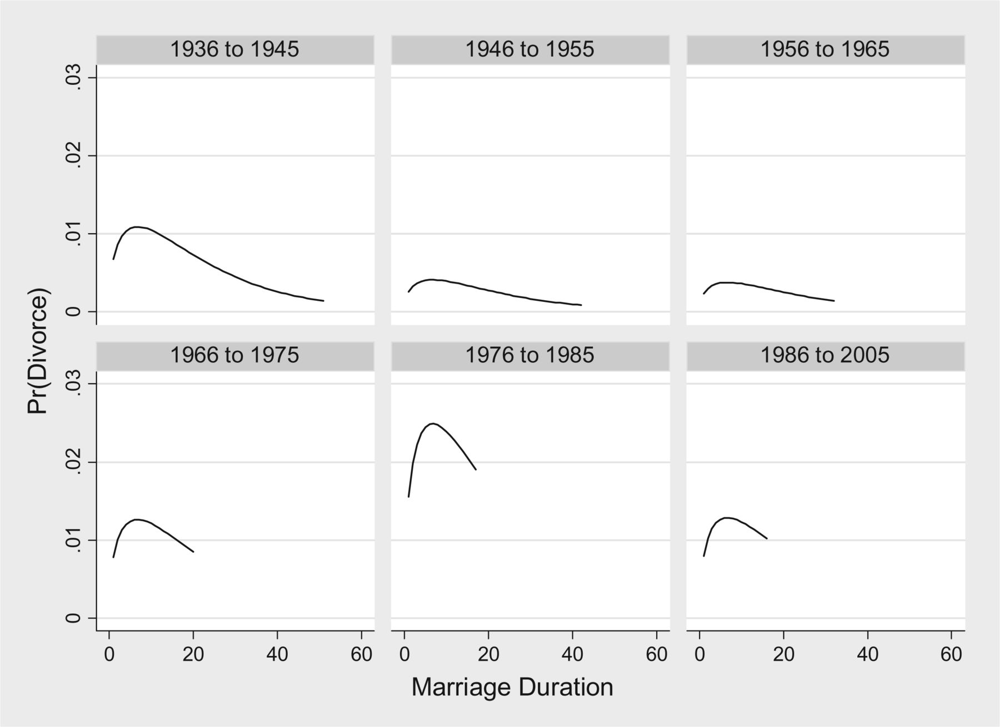 1936 to 1945
1946 to 1955
1956 to 1965
.03
.02
.01
0
1966 to 1975
1976 to 1985
1986 to 2005
.03
.02
.01
0
Pr(Divorce)
0 20 40 60
0 20 40 60
0 20 40 60
Marriage Duration